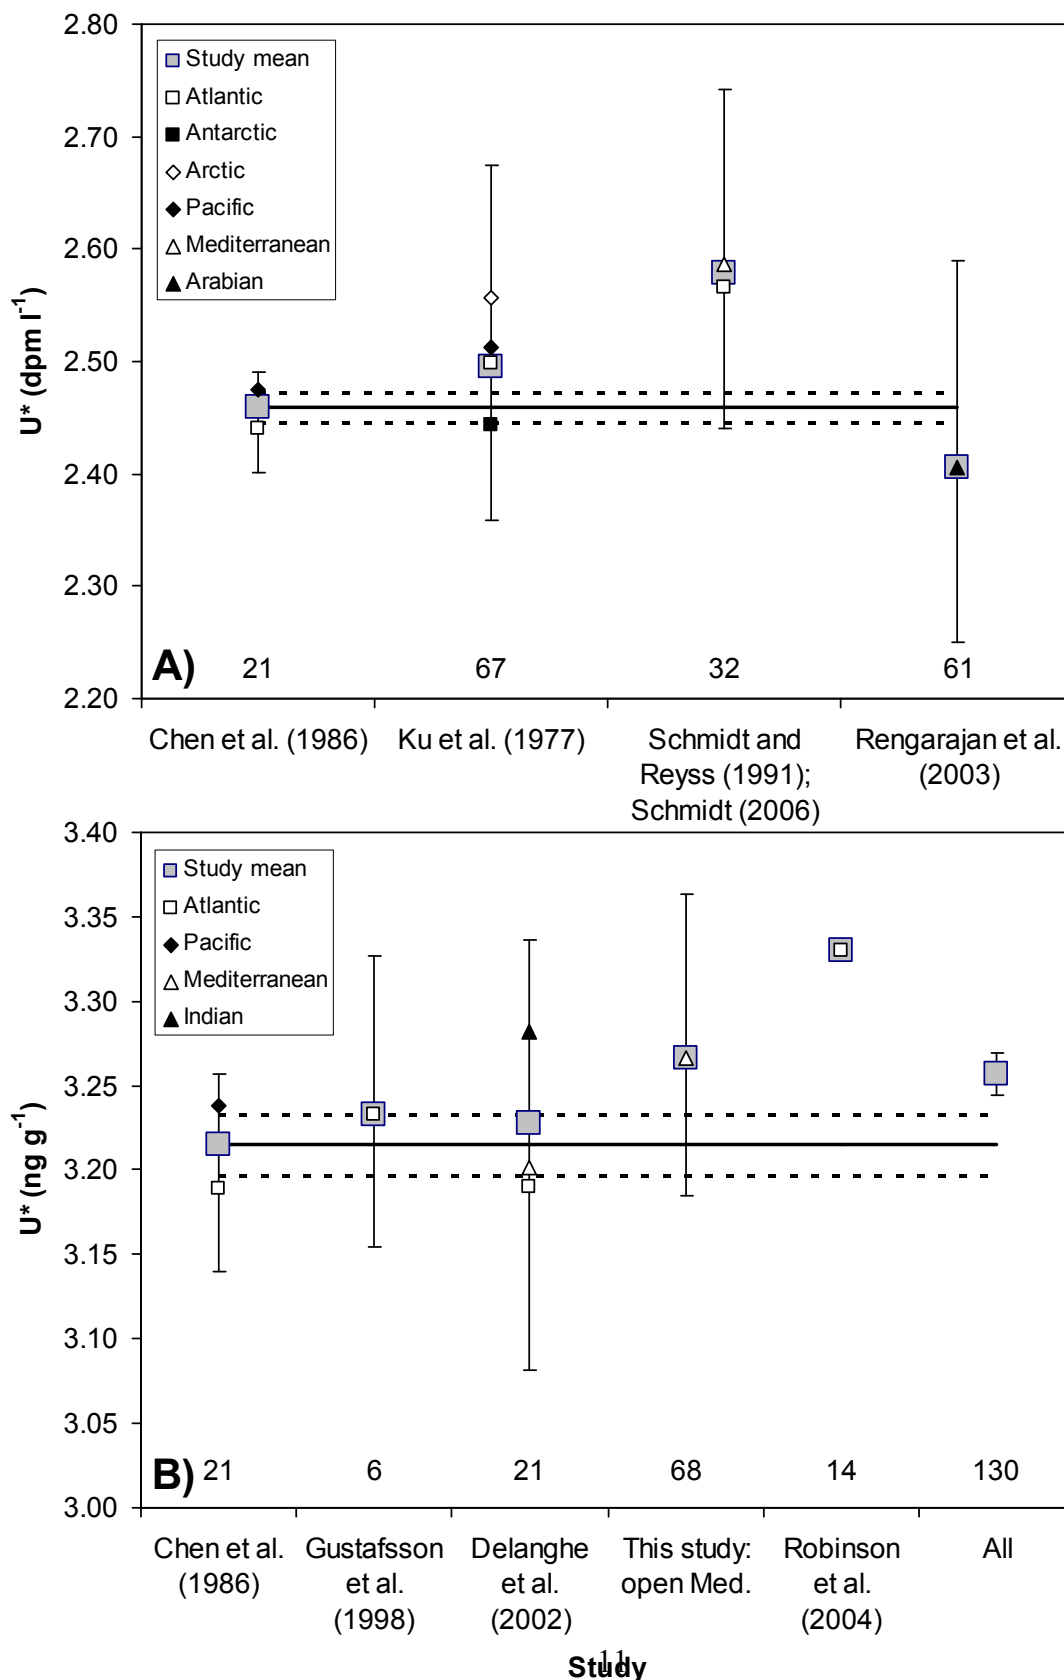 2.80
Study mean
Atlantic
Antarctic
Arctic
Pacific
Mediterranean
Arabian
2.70
2.60
2.50
2.40
2.30
2.20
U* (dpm l-1)
A) 21 67 32 61
Chen et al. (1986) Ku et al. (1977) Schmidt and Rengarajan et al.
Reyss (1991); (2003)
Schmidt (2006)
3.40
Study mean
Atlantic
Pacific
Mediterranean
Indian
3.35
3.30
3.25
3.20
3.15
3.10
3.05
3.00
U* (ng g-1)
B) 21 6 21 68 14 130
Chen et al. Gustafsson Delanghe This study: Robinson All
(1986) et al. et al. open Med. et al.
(1998) (2002) (2004)
Study
11